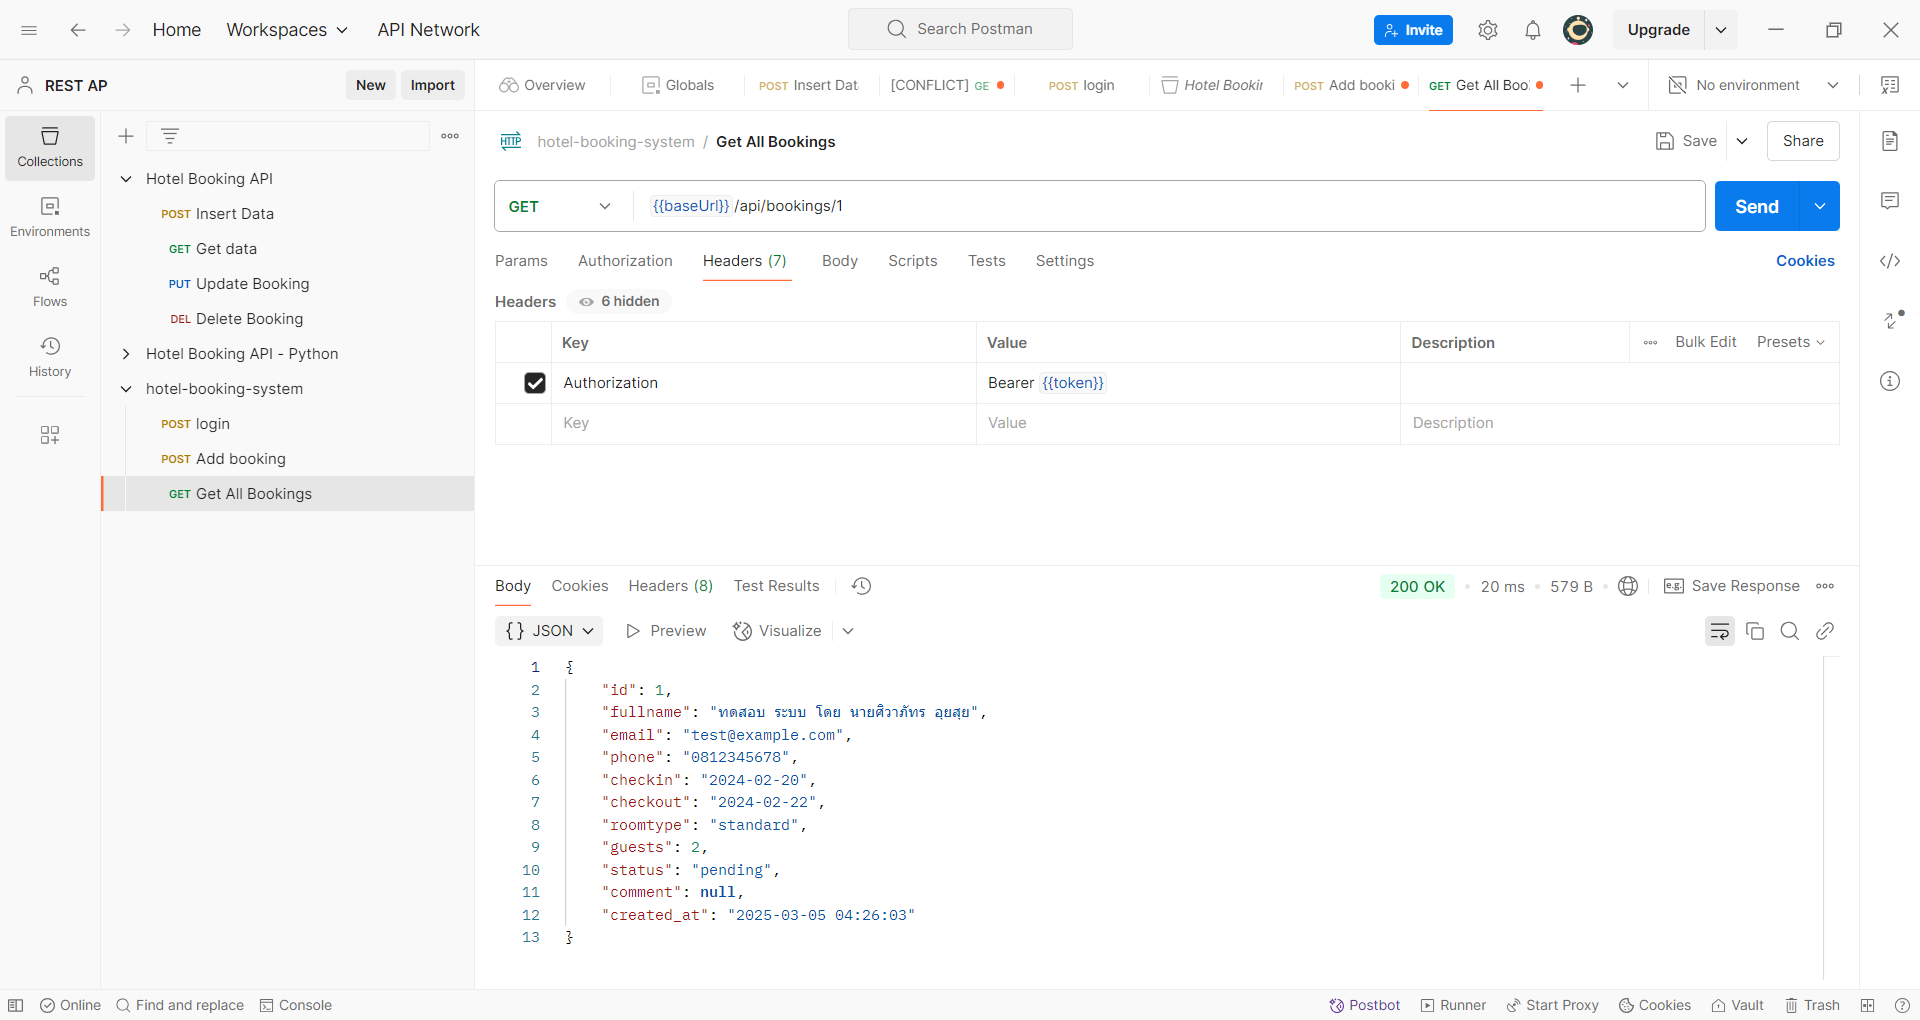 Home
Workspaces
API Network
Search Postman
Invite
Upgrade
REST AP
New
Import
Overview
Globals
POST Insert Dat
[CONFLICT] GE
POST login
Hotel Bookir
POST Add booki
GET Get All Boo
No environment
Collections
Environments
Flows
History
Hotel Booking API
POST Insert Data
GET Get data
PUT Update Booking
DEL Delete Booking
Hotel Booking API - Python
hotel-booking-system
POST login
POST Add booking
GET Get All Bookings
HTTP hotel-booking-system / Get All Bookings
Save
Share
GET
{{baseUrl}} /api/bookings/1
Send
Params Authorization Headers (7) Body Scripts Tests Settings
Cookies
Headers 6 hidden
Key Value Description Bulk Edit Presets
Authorization Bearer {{token}}
Key Value Description
Body Cookies Headers (8) Test Results
200 OK 20 ms 579 B e.g. Save Response
{} JSON Preview Visualize
1 {
2 "id": 1,
3 "fullname": "ทดสอบ ระบบ โดย นายศิวาภัทร อุยสุย",
4 "email": "test@example.com",
5 "phone": "0812345678",
6 "checkin": "2024-02-20",
7 "checkout": "2024-02-22",
8 "roomtype": "standard",
9 "guests": 2,
10 "status": "pending",
11 "comment": null,
12 "created_at": "2025-03-05 04:26:03"
13 }
Online Find and replace Console
Postbot Runner Start Proxy Cookies Vault Trash